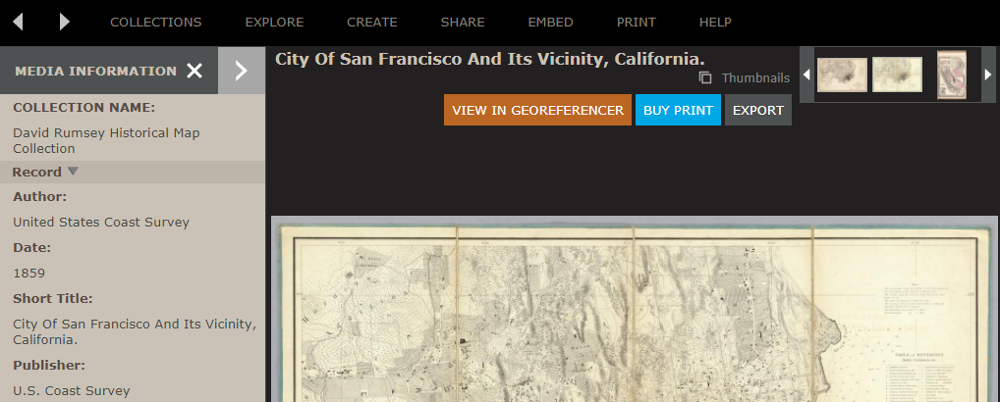 COLLECTIONS EXPLORE CREATE SHARE EMBED PRINT HELP
MEDIA INFORMATION
City Of San Francisco And Its Vicinity, California.
Thumbnails
VIEW IN GEOREFERENCER BUY PRINT EXPORT
COLLECTION NAME:
David Rumsey Historical Map
Collection
Record
Author:
United States Coast Survey
Date:
1859
Short Title:
City Of San Francisco And Its Vicinity,
California.
Publisher:
U.S. Coast Survey